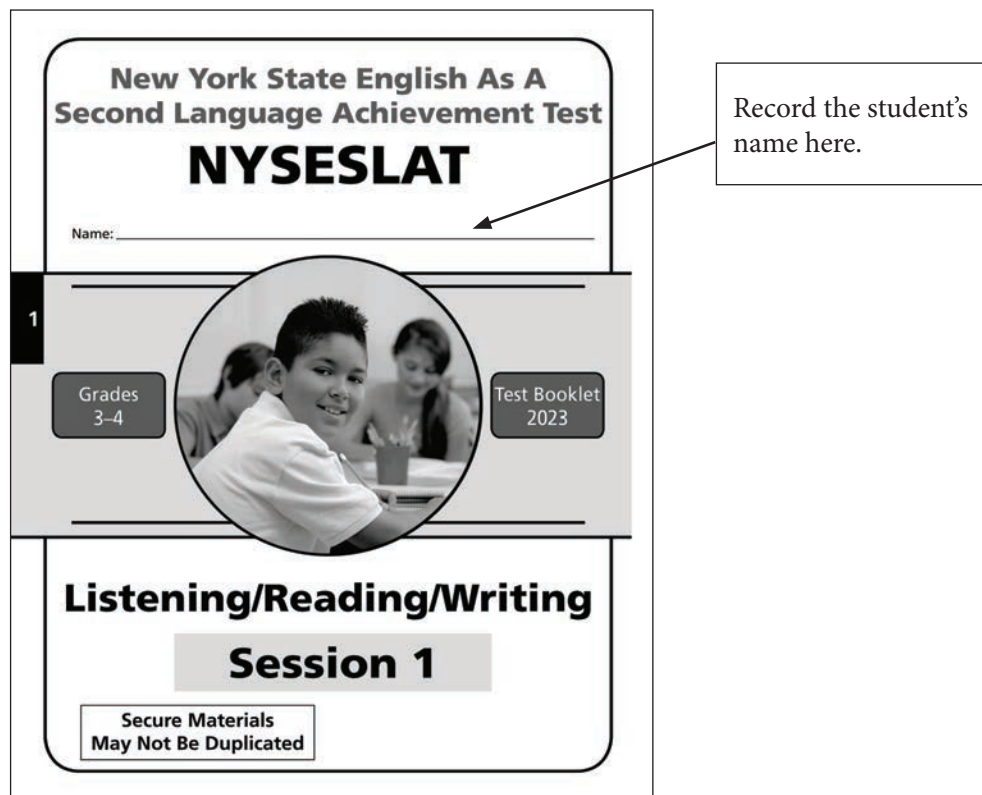 New York State English As A
Second Language Achievement Test
NYSESLAT
Name:
Record the student's
name here.
1
Grades
3–4
Test Booklet
2023
Listening/Reading/Writing
Session 1
Secure Materials
May Not Be Duplicated